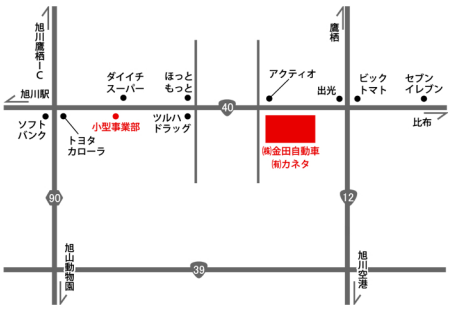 旭川鷹栖IC
鷹栖
旭川駅
ダイイチ
スーパー
ほっと
もっと
アクティオ
出光
ビック
トマト
セブン
イレブン
40
ソフト
バンク
トヨタ
カローラ
小型事業部
ツルハ
ドラッグ
㈱金田自動車
㈲カネタ
比布
90
12
旭山動物園
39
旭川空港